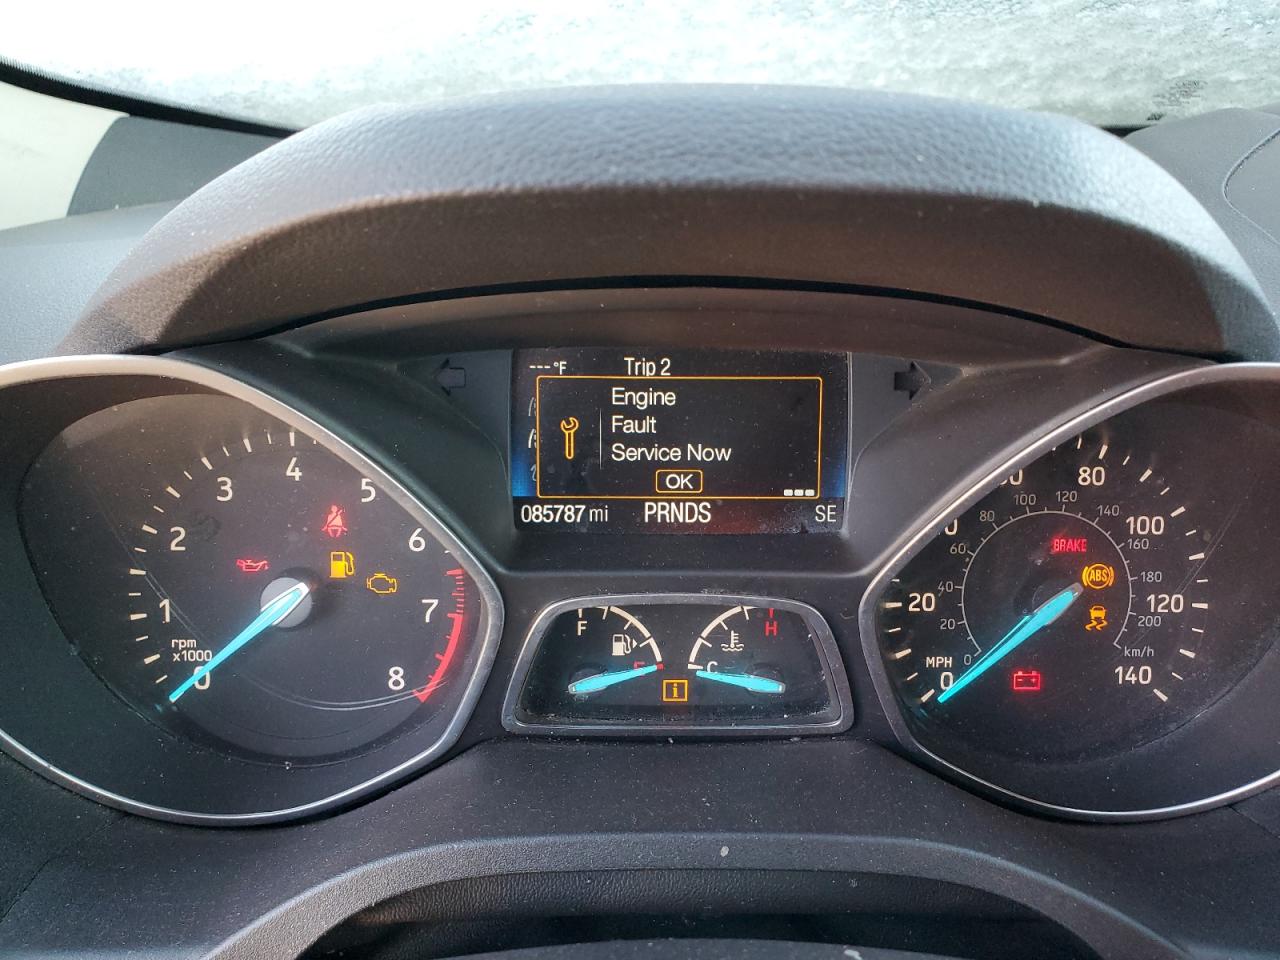 --- °F Trip 2
Engine
Fault
Service Now
OK
085787 mi PRNDS SE
1 2 3 4 5 6 7 8
rpm
x1000
0
F
E
H
C
i
80
100
120
140
20
0
MPH
0 20 40 60 80 100 120 140 160 180 200
km/h
BRAKE
ABS